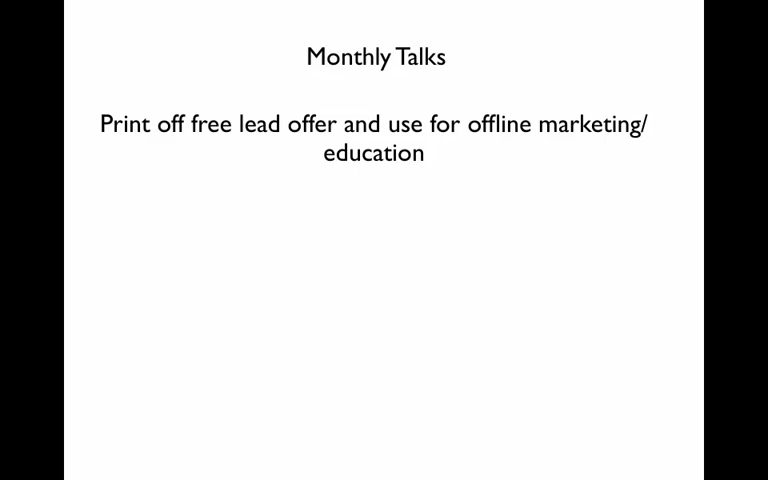 Monthly Talks
Print off free lead offer and use for offline marketing/
education